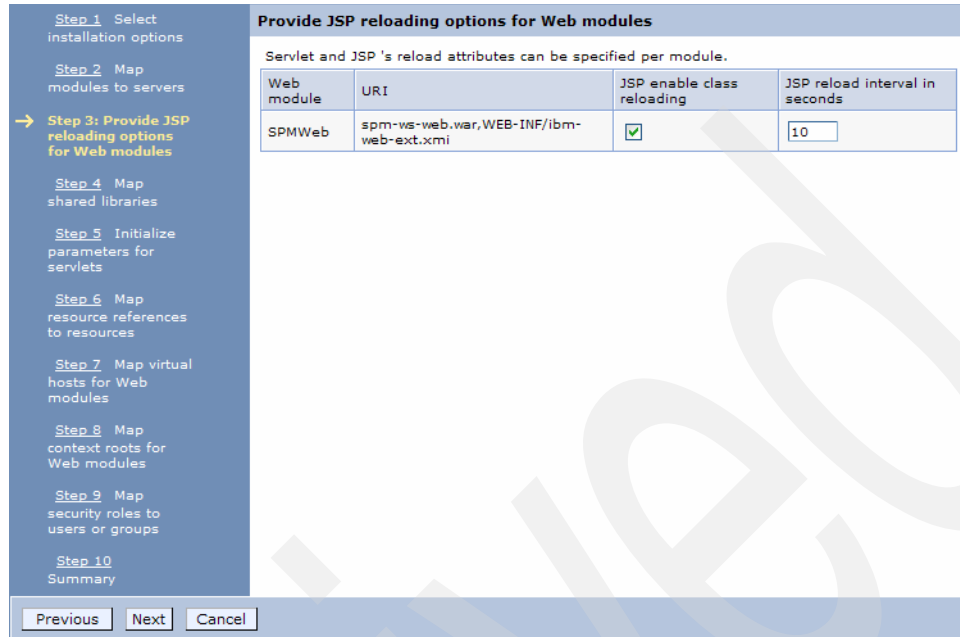 Step 1 Select
installation options
Step 2 Map
modules to servers
Step 3: Provide JSP
reloading options
for Web modules
Step 4 Map
shared libraries
Step 5 Initialize
parameters for
servlets
Step 6 Map
resource references
to resources
Step 7 Map virtual
hosts for Web
modules
Step 8 Map
context roots for
Web modules
Step 9 Map
security roles to
users or groups
Step 10
Summary
Provide JSP reloading options for Web modules
Servlet and JSP 's reload attributes can be specified per module.
Web
module
URI
JSP enable class
reloading
JSP reload interval in
seconds
SPMWeb
spm-ws-web.war,WEB-INF/ibm-
web-ext.xmi
10
Previous Next Cancel